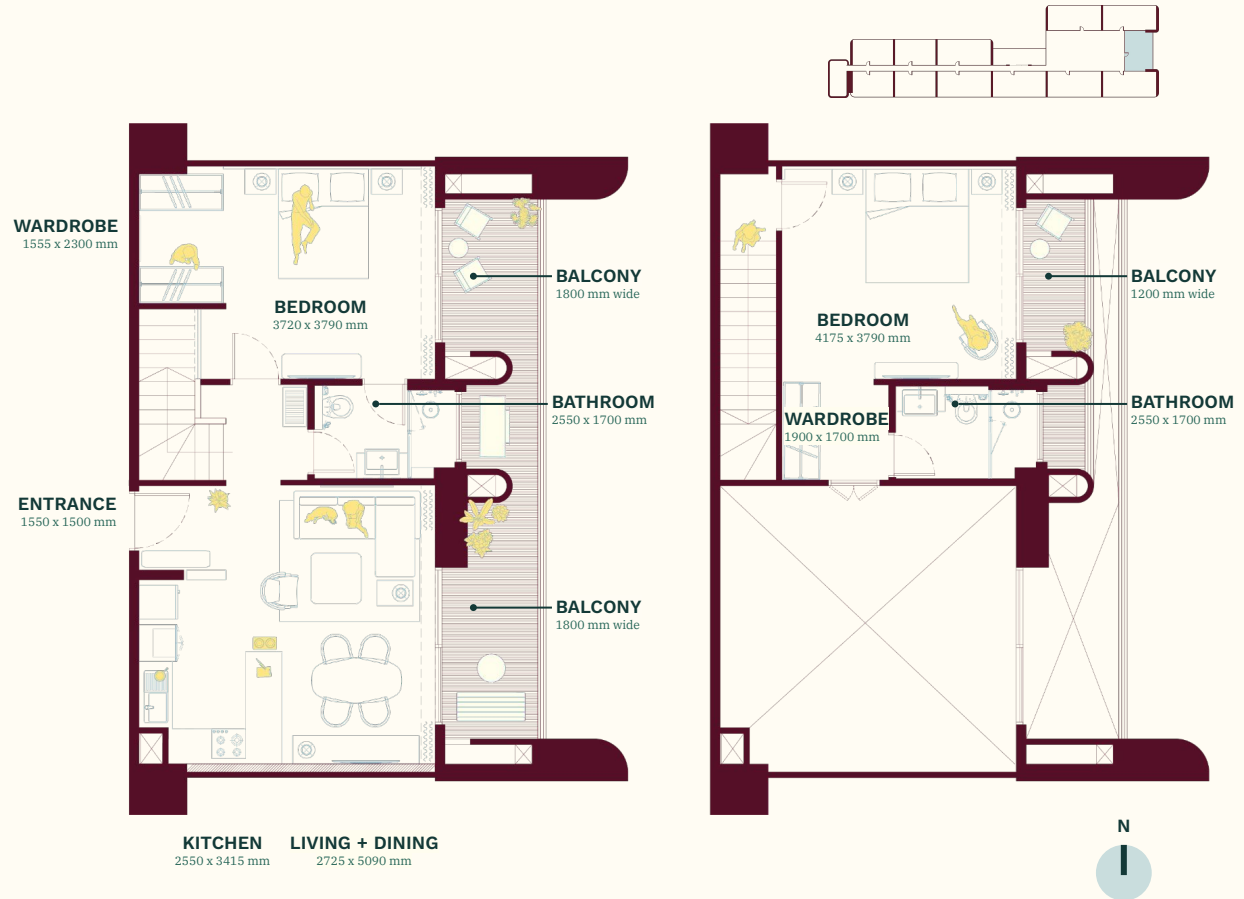 WARDROBE
1555 x 2300 mm
BEDROOM
3720 x 3790 mm
BALCONY
1800 mm wide
BATHROOM
2550 x 1700 mm
ENTRANCE
1550 x 1500 mm
BALCONY
1800 mm wide
KITCHEN
2550 x 3415 mm
LIVING + DINING
2725 x 5090 mm
BEDROOM
4175 x 3790 mm
BALCONY
1200 mm wide
WARDROBE
1900 x 1700 mm
BATHROOM
2550 x 1700 mm
N